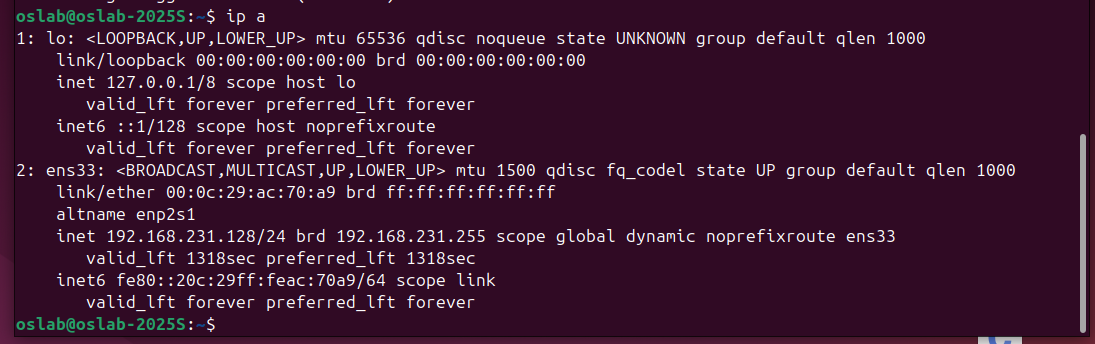 oslab@oslab-2025S:~$ ip a
1: lo: <LOOPBACK,UP,LOWER_UP> mtu 65536 qdisc noqueue state UNKNOWN group default qlen 1000
    link/loopback 00:00:00:00:00:00 brd 00:00:00:00:00:00
    inet 127.0.0.1/8 scope host lo
       valid_lft forever preferred_lft forever
    inet6 ::1/128 scope host noprefixroute
       valid_lft forever preferred_lft forever
2: ens33: <BROADCAST,MULTICAST,UP,LOWER_UP> mtu 1500 qdisc fq_codel state UP group default qlen 1000
    link/ether 00:0c:29:ac:70:a9 brd ff:ff:ff:ff:ff:ff
    altname enp2s1
    inet 192.168.231.128/24 brd 192.168.231.255 scope global dynamic noprefixroute ens33
       valid_lft 1318sec preferred_lft 1318sec
    inet6 fe80::20c:29ff:feac:70a9/64 scope link
       valid_lft forever preferred_lft forever
oslab@oslab-2025S:~$